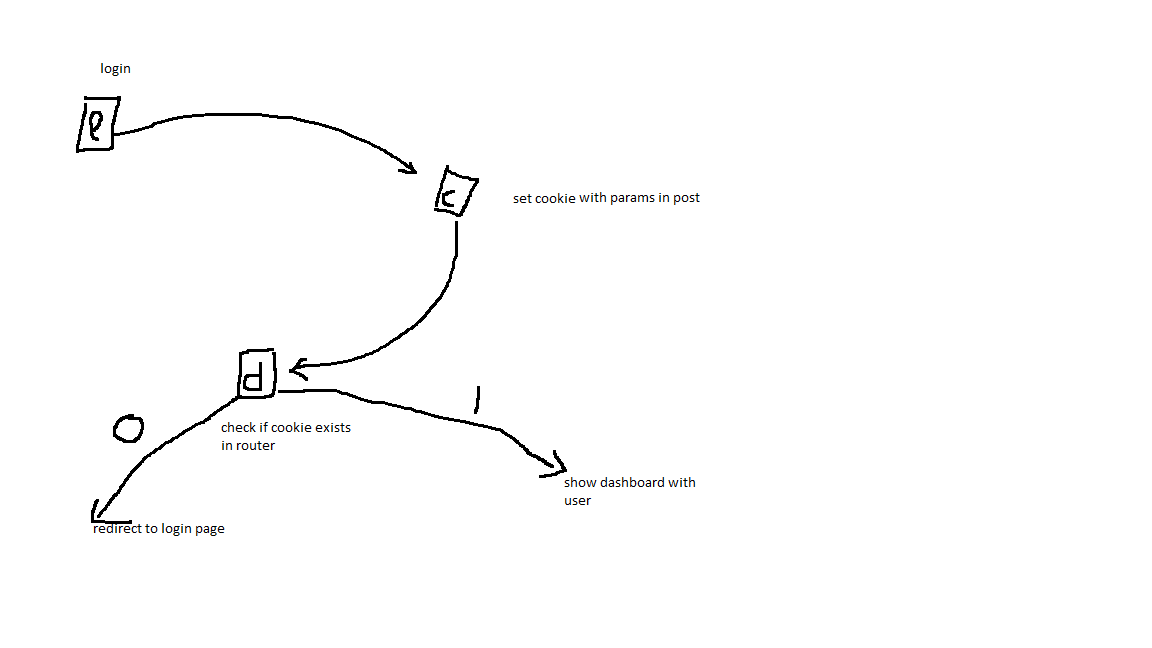 login
l
c
set cookie with params in post
d
1
0
check if cookie exists
in router
show dashboard with
user
redirect to login page